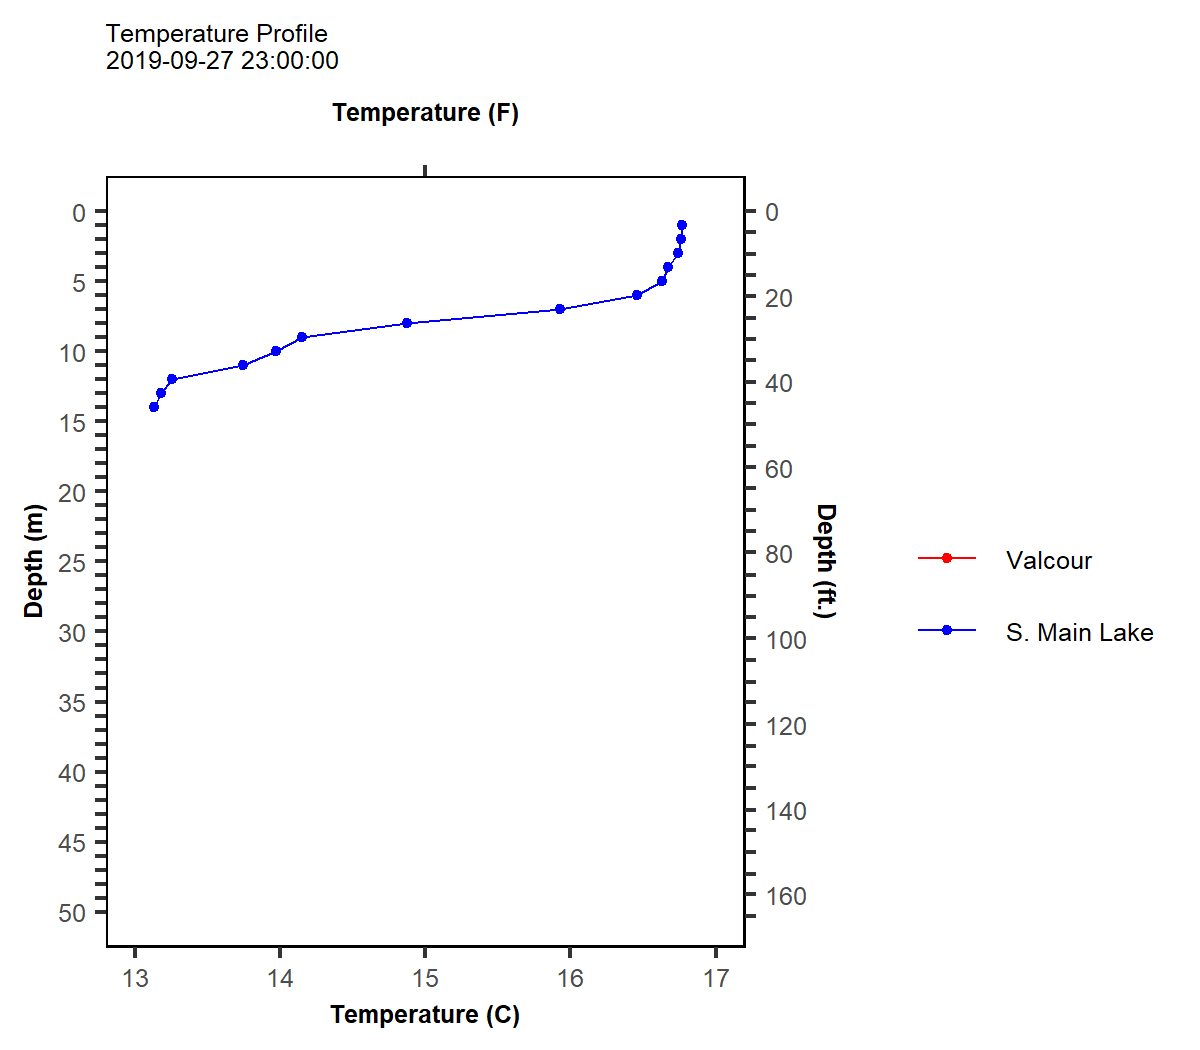 Temperature Profile
2019-09-27 23:00:00
Temperature (F)
0
5
10
15
20
25
30
35
40
45
50
Depth (m)
0
20
40
60
80
100
120
140
160
Depth (ft.)
13 14 15 16 17
Temperature (C)
Valcour
S. Main Lake